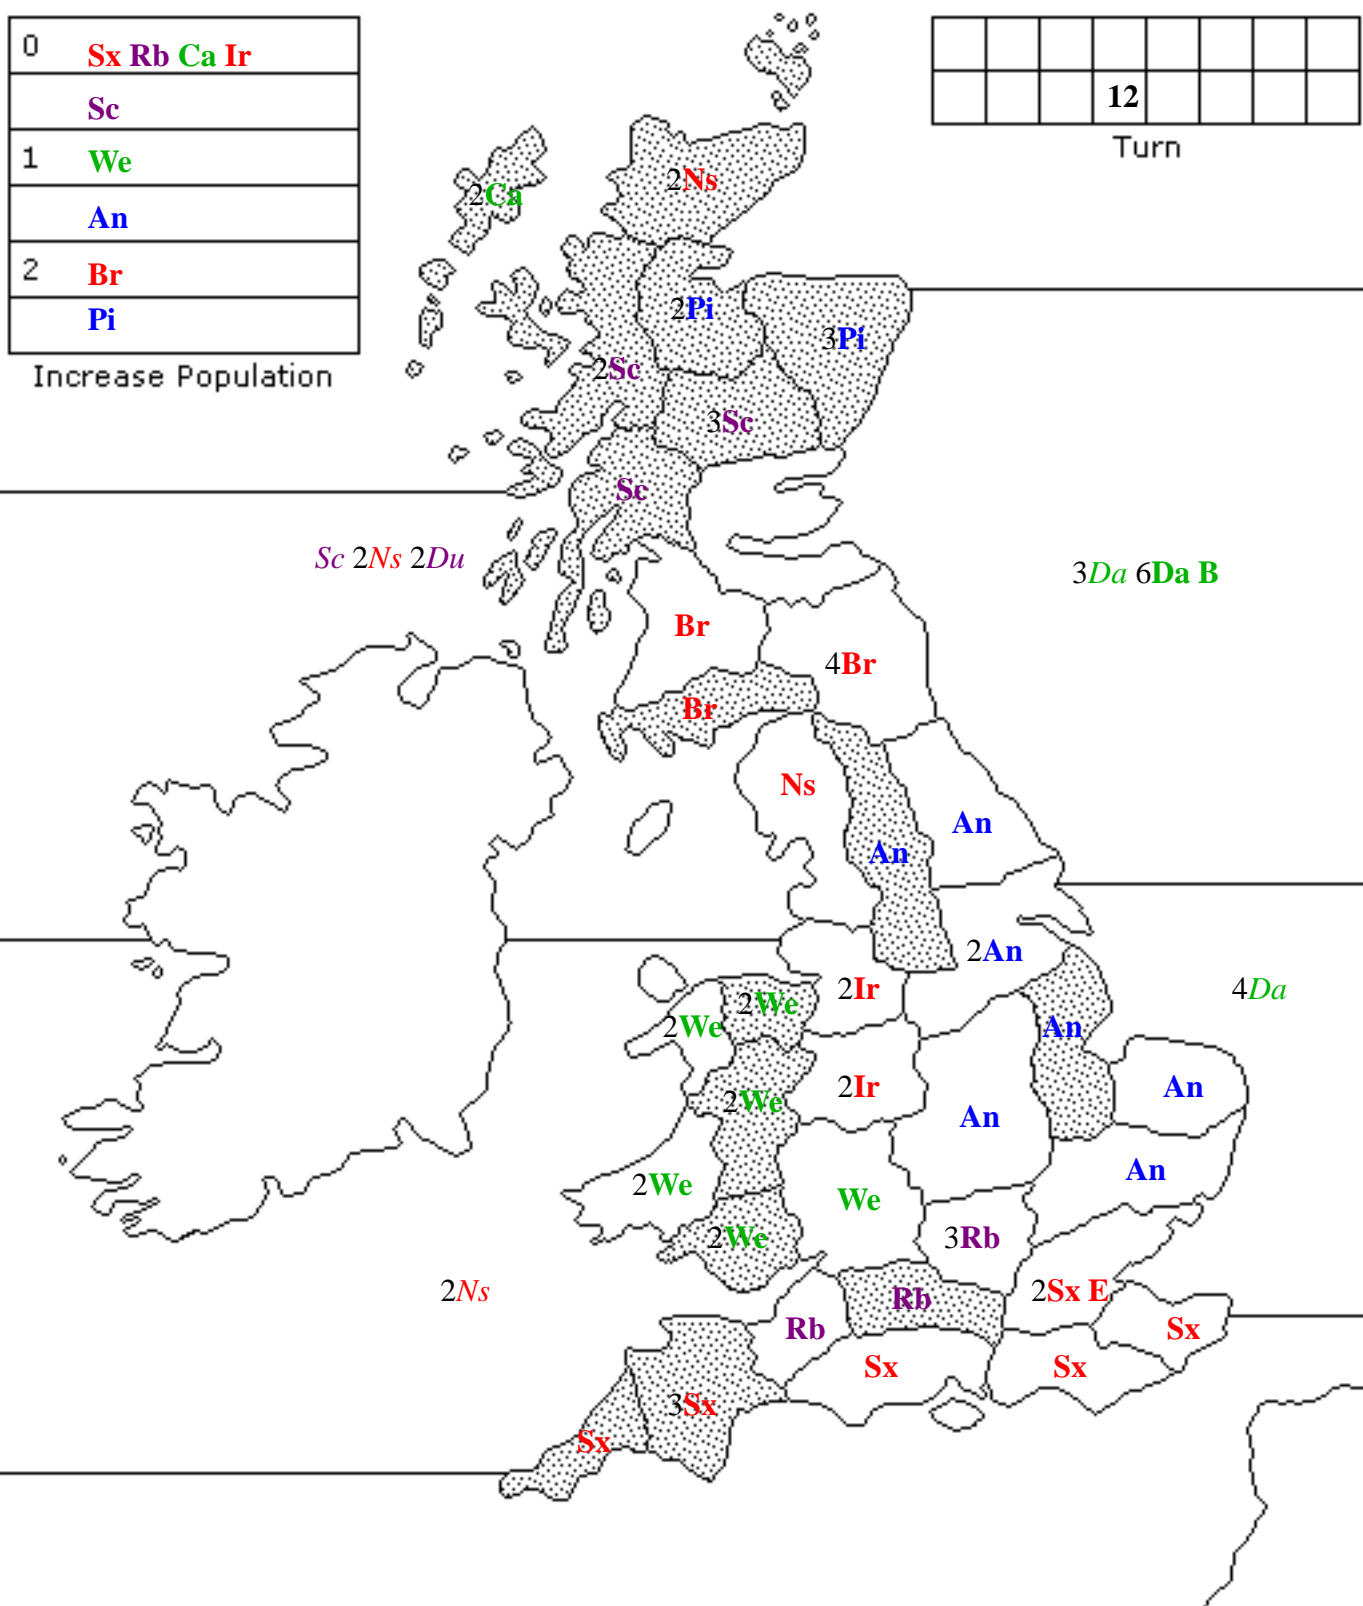 0 Sx Rb Ca Ir
Sc
1 We
An
2 Br
Pi
Increase Population
12
Turn
2Ns
2Ca
2Pi
3Pi
2Sc
3Sc
Sc
Sc 2Ns 2Du
3Da 6Da B
Br
4Br
Br
Ns
An
An
2An
2Ir
4Da
2We
2We
An
2Ir
An
2We
An
An
2We
We
2We
3Rb
2Ns
2Sx E
Rb
Rb
Sx
Sx
Sx
3Sx
Sx